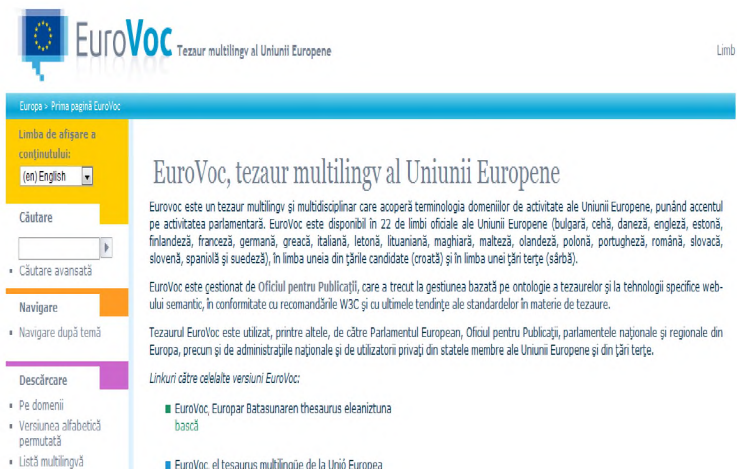 EuroVoc Tezaur multilingv al Uniunii Europene
Limb
Europa > Prima pagină EuroVoc
Limba de afişare a
conţinutului:
(en) English
Căutare
Căutare avansată
Navigare
Navigare după temă
Descărcare
Pe domenii
Versiunea alfabetică
permutată
Listă multilingvă
EuroVoc, tezaur multilingv al Uniunii Europene
Eurovoc este un tezaur multilingv şi multidisciplinar care acoperă terminologia domeniilor de activitate ale Uniunii Europene, punând accentul
pe activitatea parlamentară. EuroVoc este disponibil în 22 de limbi oficiale ale Uniunii Europene (bulgară, cehă, daneză, engleză, estonă,
finlandeză, franceză, germană, greacă, italiană, letonă, lituaniană, maghiară, malteză, olandeză, polonă, portugheză, română, slovacă,
slovenă, spaniolă şi suedeză), în limba uneia din ţările candidate (croată) şi în limba unei ţări terţe (sârbă).
EuroVoc este gestionat de Oficiul pentru Publicaţii, care a trecut la gestiunea bazată pe ontologie a tezaurelor şi la tehnologii specifice web-
ului semantic, în conformitate cu recomandările W3C şi cu ultimele tendinţe ale standardelor în materie de tezaure.
Tezaurul EuroVoc este utilizat, printre altele, de către Parlamentul European, Oficiul pentru Publicaţii, parlamentele naţionale şi regionale din
Europa, precun şi de administraţiile naţionale şi de utilizatorii privaţi din statele membre ale Uniunii Europene şi din ţări terţe.
Linkuri către celelalte versiuni EuroVoc:
EuroVoc, Europar Batasunaren thesaurus eleaniztuna
bască
EuroVoc, el tesaurus multilingüe de la Unió Europea